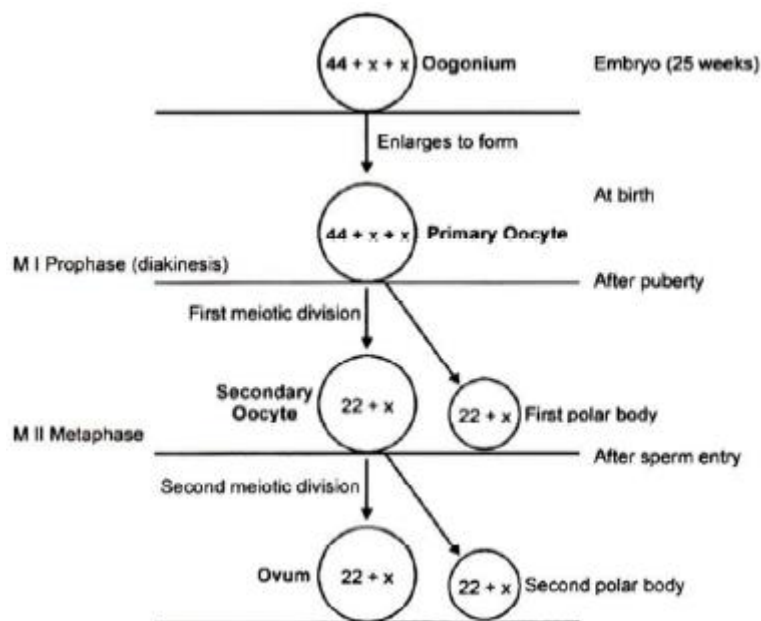 44 + x + x Oogonium Embryo (25 weeks)
Enlarges to form
At birth
44 + x + x Primary Oocyte
M I Prophase (diakinesis)
After puberty
First meiotic division
Secondary
Oocyte
22 + x
22 + x First polar body
M II Metaphase
After sperm entry
Second meiotic division
Ovum 22 + x
22 + x Second polar body